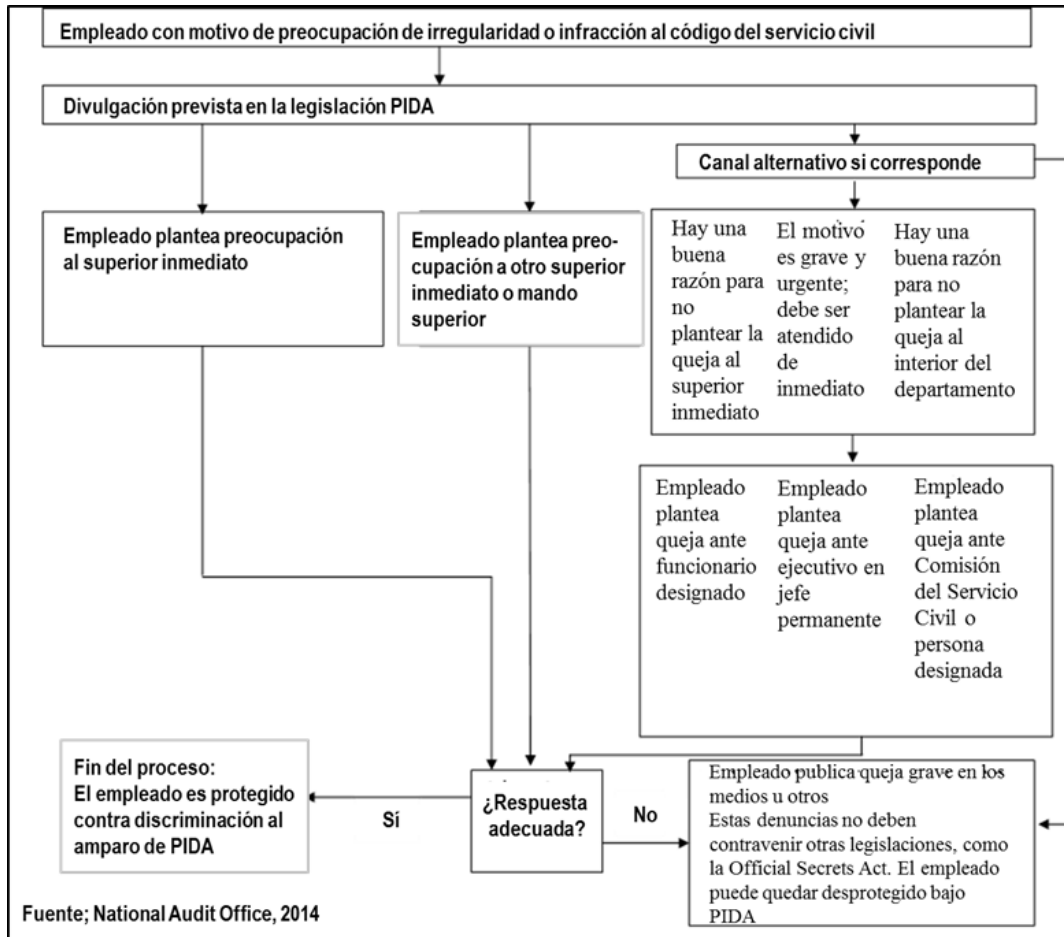 Empleado con motivo de preocupación de irregularidad o infracción al código del servicio civil
Divulgación prevista en la legislación PIDA
Canal alternativo si corresponde
Empleado plantea preocupación
al superior inmediato
Empleado plantea preo-
cupación a otro superior
inmediato o mando
superior
Hay una
buena
razón para
no
plantear la
queja al
superior
inmediato
El motivo
es grave y
urgente;
debe ser
atendido
de
inmediato
Hay una
buena razón
para no
plantear la
queja al
interior del
departamento
Empleado
plantea
queja ante
funcionario
designado
Empleado
plantea
queja ante
ejecutivo en
jefe
permanente
Empleado
plantea
queja ante
Comisión
del Servicio
Civil o
persona
designada
Fin del proceso:
El empleado es protegido
contra discriminación al
amparo de PIDA
Sí
¿Respuesta
adecuada?
No
Empleado publica queja grave en los
medios u otros
Estas denuncias no deben
contravenir otras legislaciones, como
la Official Secrets Act. El empleado
puede quedar desprotegido bajo
PIDA
Fuente; National Audit Office, 2014